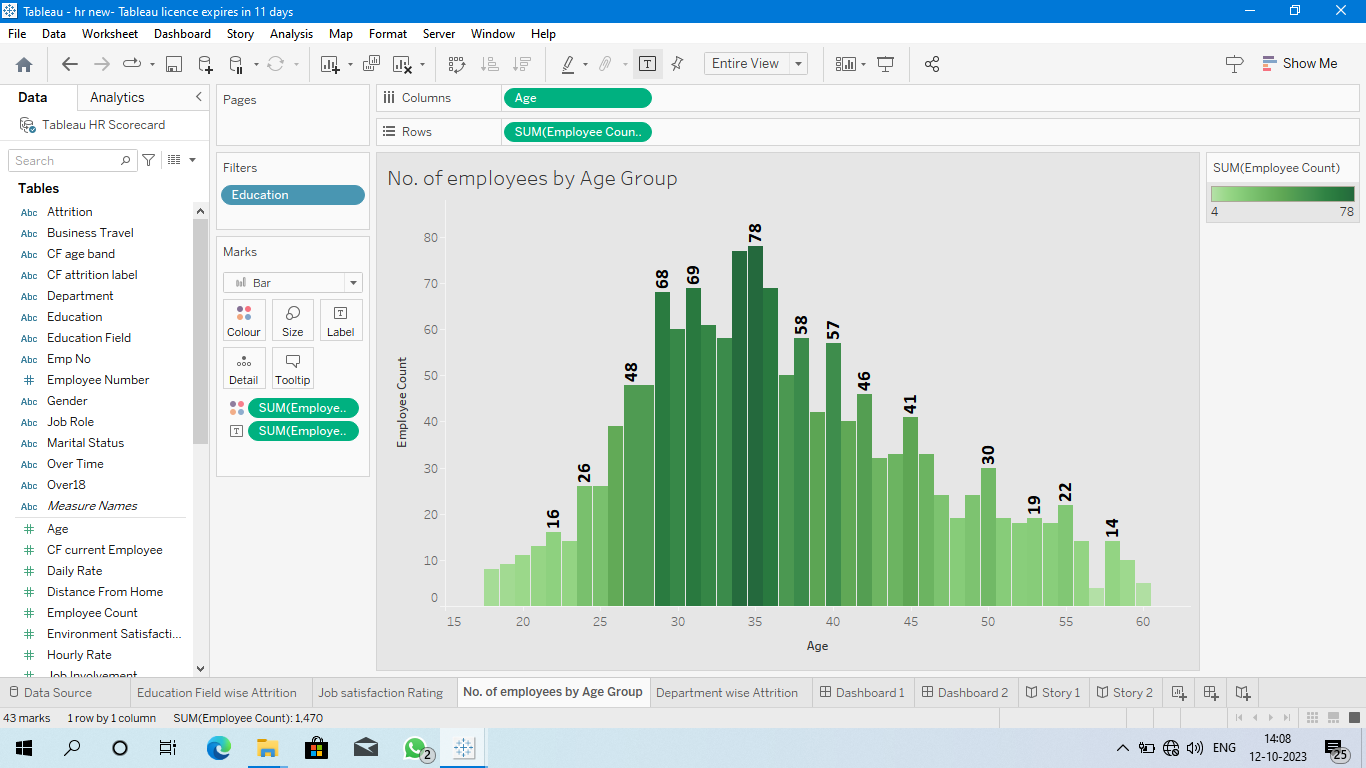 Tableau - hr new- Tableau licence expires in 11 days
File Data Worksheet Dashboard Story Analysis Map Format Server Window Help
Entire View
Show Me
Data Analytics
Tableau HR Scorecard
Search
Tables
Abc Attrition
Abc Business Travel
Abc CF age band
Abc CF attrition label
Abc Department
Abc Education
Abc Education Field
Abc Emp No
# Employee Number
Abc Gender
Abc Job Role
Abc Marital Status
Abc Over Time
Abc Over18
Abc Measure Names
# Age
# CF current Employee
# Daily Rate
# Distance From Home
# Employee Count
# Environment Satisfacti...
# Hourly Rate
# Job Involvement
Pages
Filters
Education
Marks
Bar
Colour Size Label
Detail Tooltip
SUM(Employe..
SUM(Employe..
Columns Age
Rows SUM(Employee Coun..
No. of employees by Age Group
Employee Count
80
70
60
50
40
30
20
10
0
16 26 48 68 69 78 58 57 46 41 30 19 22 14
15 20 25 30 35 40 45 50 55 60
Age
SUM(Employee Count)
4 78
Data Source Education Field wise Attrition Job satisfaction Rating No. of employees by Age Group Department wise Attrition Dashboard 1 Dashboard 2 Story 1 Story 2
43 marks 1 row by 1 column SUM(Employee Count): 1,470
2
ENG
14:08
12-10-2023
25